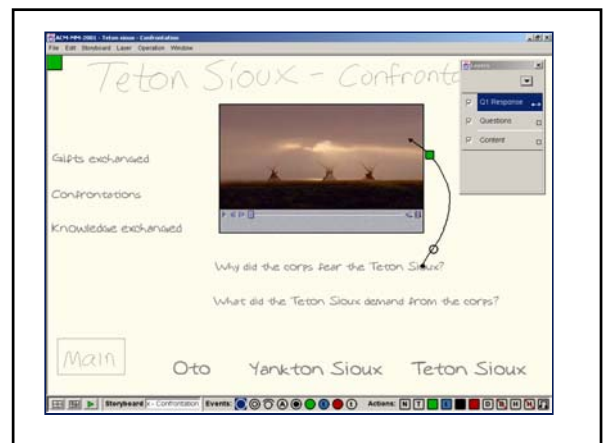 ACM-MM-2001 - Teton-sioux - Confrontation
File Edit Storyboard Layer Operation Window
Teton Sioux - Confronta
Layers
Q1 Response
Questions
Content
Gifts exchanged
Confrontations
Knowledge exchanged
Why did the corps fear the Teton Sioux?
What did the Teton Sioux demand from the corps?
Main
Oto Yankton Sioux Teton Sioux
Storyboard x - Confrontation Events: A E T Actions: N T E D H